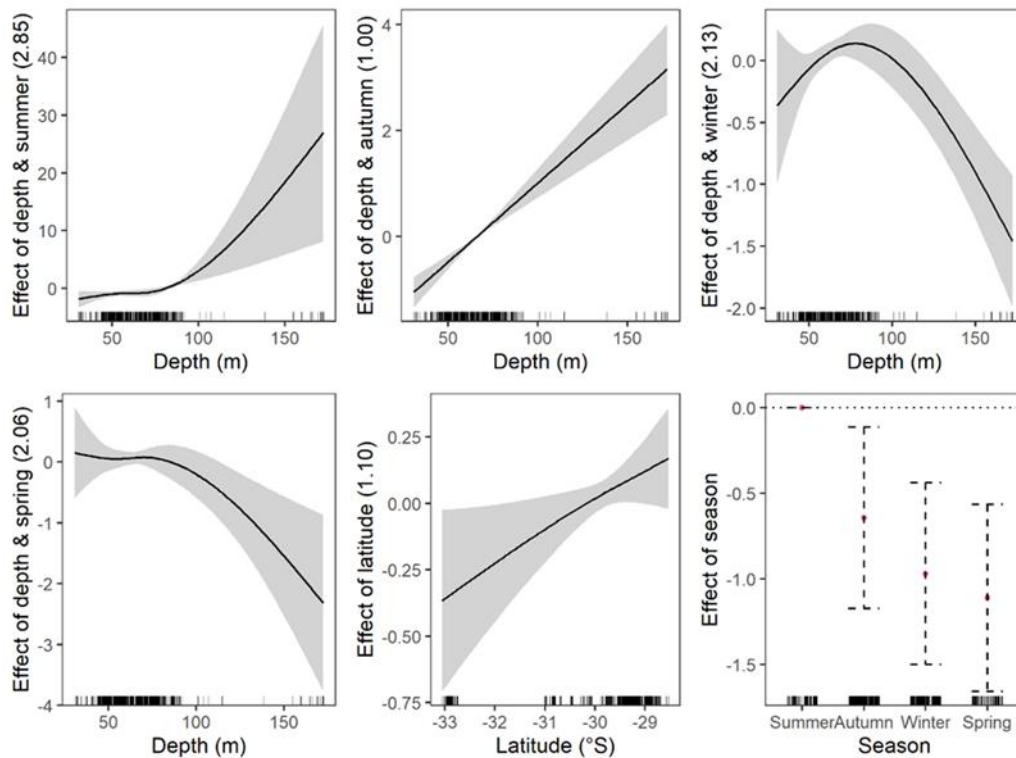 Effect of depth & summer (2.85)
40
30
20
10
0
50
100
150
Depth (m)
Effect of depth & autumn (1.00)
4
2
0
50
100
150
Depth (m)
Effect of depth & winter (2.13)
0.0
-0.5
-1.0
-1.5
-2.0
50
100
150
Depth (m)
Effect of depth & spring (2.06)
1
0
-1
-2
-3
-4
50
100
150
Depth (m)
Effect of latitude (1.10)
0.25
0.00
-0.25
-0.50
-0.75
-33
-32
-31
-30
-29
Latitude (°S)
Effect of season
0.0
-0.5
-1.0
-1.5
Summer
Autumn
Winter
Spring
Season